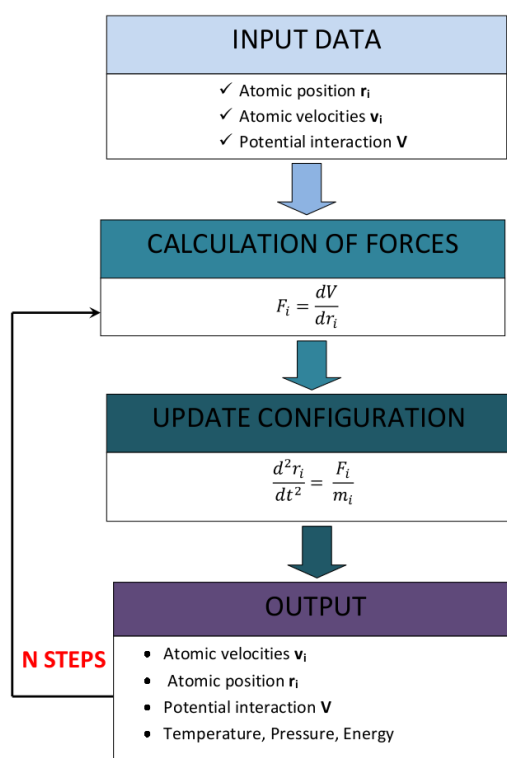 INPUT DATA
✓ Atomic position rᵢ
✓ Atomic velocities vᵢ
✓ Potential interaction V
CALCULATION OF FORCES
Fᵢ = dV/drᵢ
UPDATE CONFIGURATION
d²rᵢ/dt² = Fᵢ/mᵢ
OUTPUT
• Atomic velocities vᵢ
• Atomic position rᵢ
• Potential interaction V
• Temperature, Pressure, Energy
N STEPS